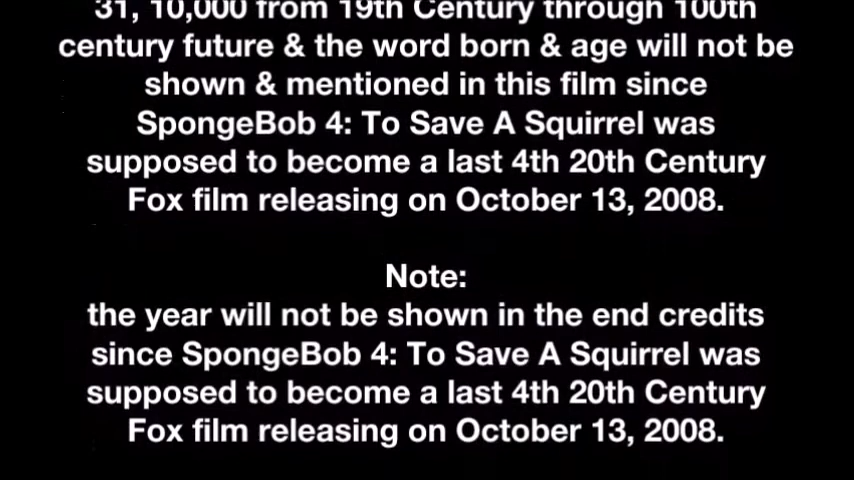 31, 10,000 from 19th Century through 100th
century future & the word born & age will not be
shown & mentioned in this film since
SpongeBob 4: To Save A Squirrel was
supposed to become a last 4th 20th Century
Fox film releasing on October 13, 2008.
Note:
the year will not be shown in the end credits
since SpongeBob 4: To Save A Squirrel was
supposed to become a last 4th 20th Century
Fox film releasing on October 13, 2008.